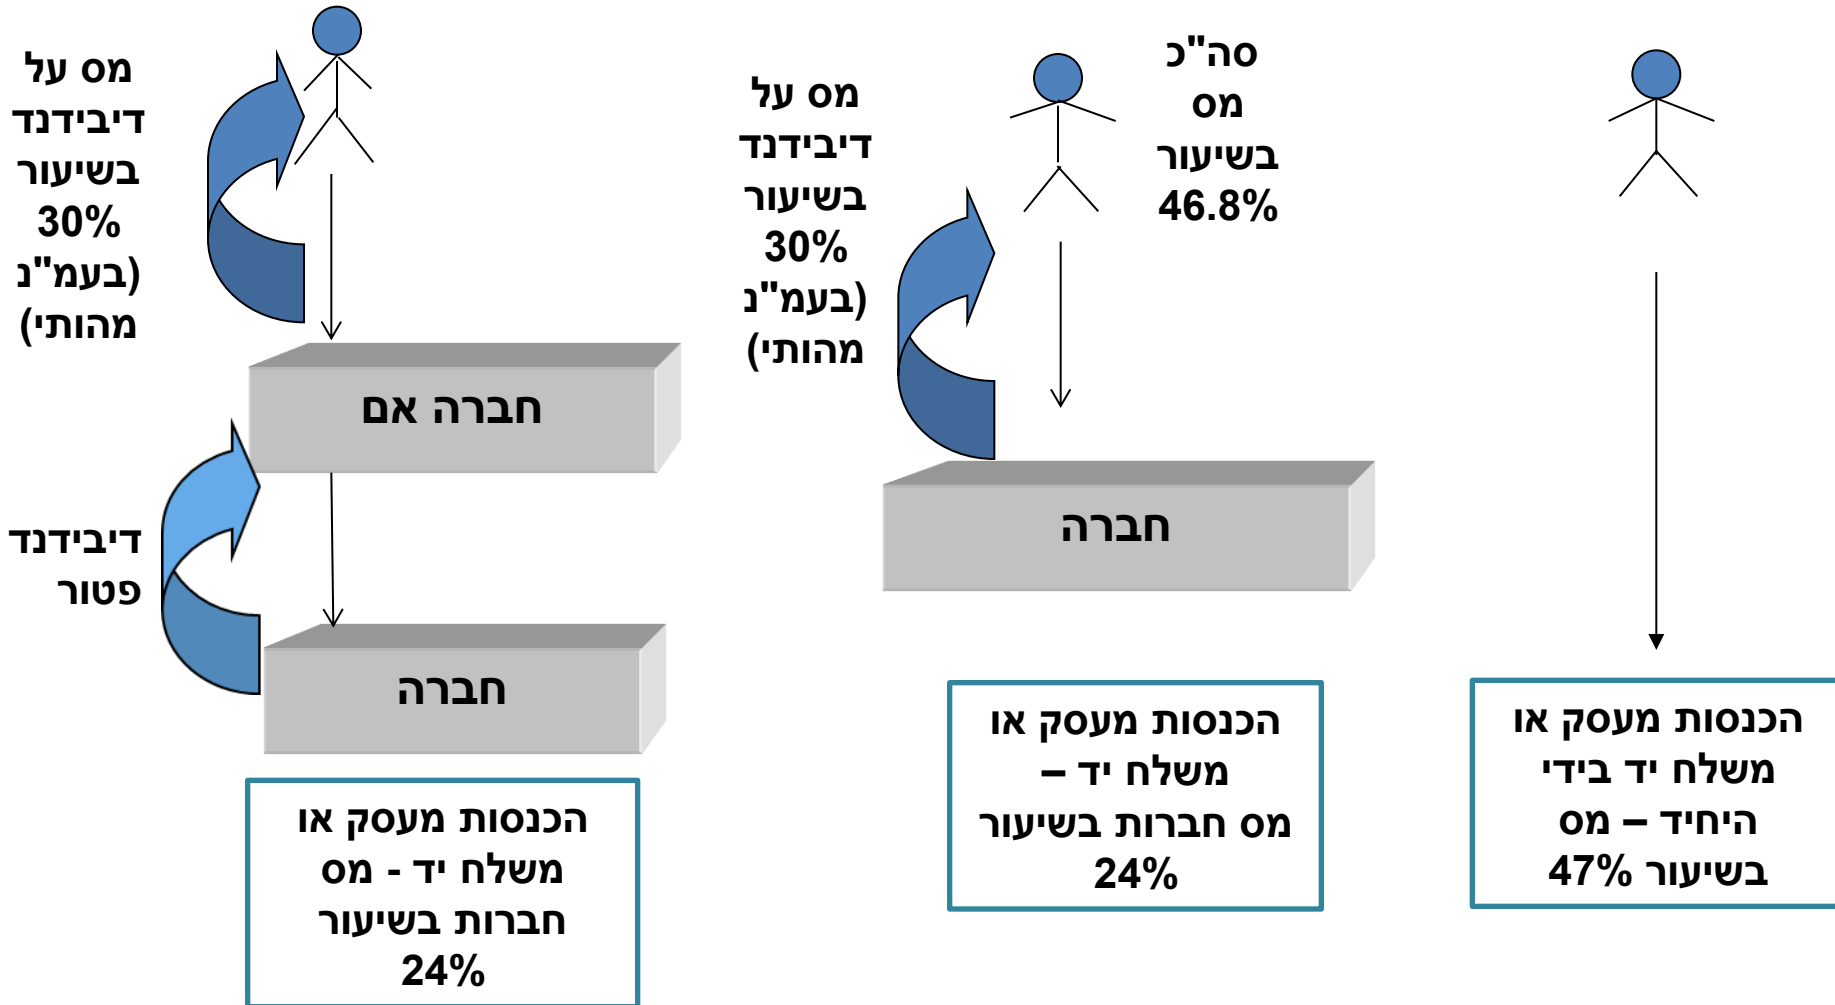 הכנסות מעסק או
משלח יד בידי
היחיד – מס
בשיעור 47%
סה"כ
מס
בשיעור
46.8%
מס על
דיבידנד
בשיעור
30%
(בעמ"נ
מהותי)
חברה
הכנסות מעסק או
משלח יד –
מס חברות בשיעור
24%
מס על
דיבידנד
בשיעור
30%
(בעמ"נ
מהותי)
חברה אם
דיבידנד
פטור
חברה
הכנסות מעסק או
משלח יד - מס
חברות בשיעור
24%